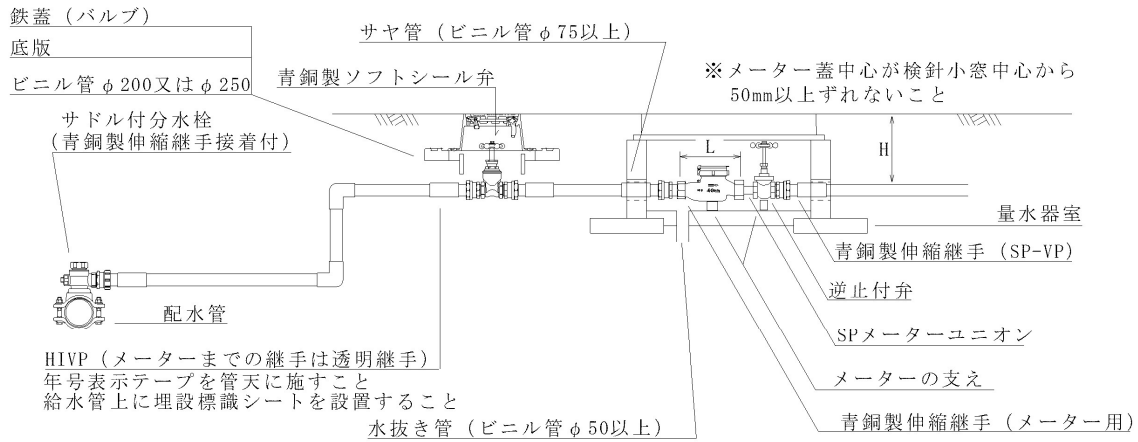 鉄蓋（バルブ）
底版
ビニル管φ200又はφ250
サドル付分水栓
（青銅製伸縮継手接着付）
サヤ管（ビニル管φ75以上）
青銅製ソフトシール弁
※メーター蓋中心が検針小窓中心から
50mm以上ずれないこと
L
H
量水器室
青銅製伸縮継手（SP-VP）
逆止付弁
SPメーターユニオン
メーターの支え
青銅製伸縮継手（メーター用）
配水管
HIVP（メーターまでの継手は透明継手）
年号表示テープを管天に施すこと
給水管上に埋設標識シートを設置すること
水抜き管（ビニル管φ50以上）